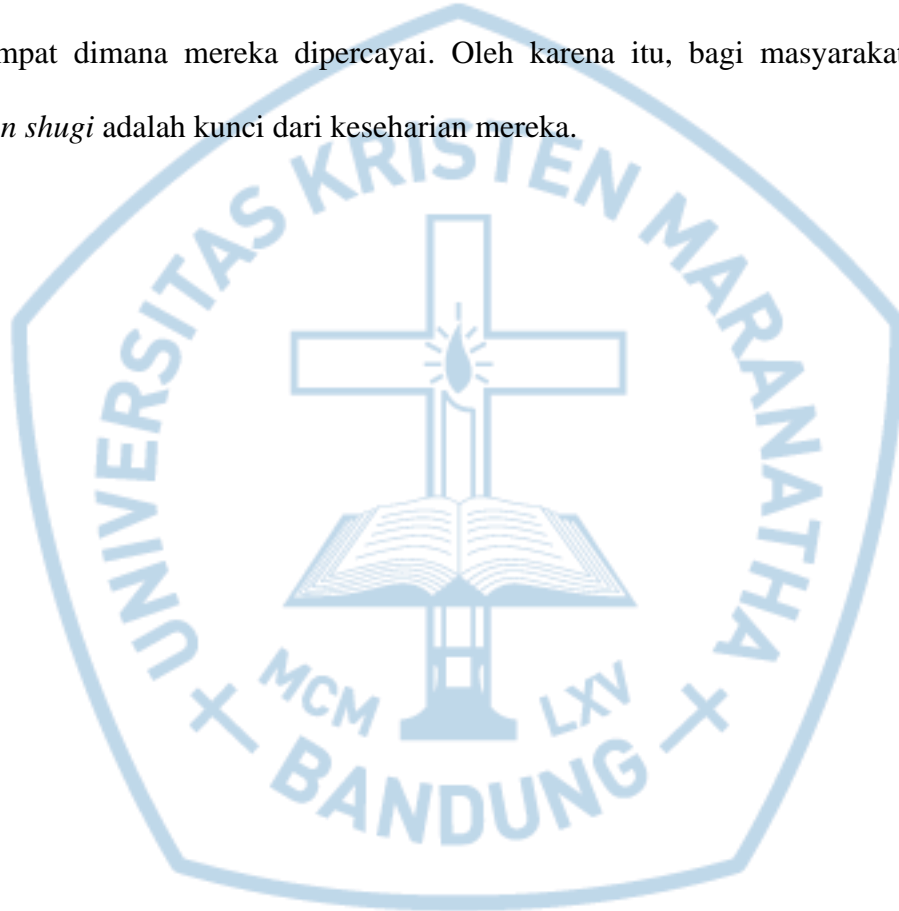 mpat dimana mereka dipercayai. Oleh karena itu, bagi masyarakat
n shugi adalah kunci dari keseharian mereka.
UNIVERSITAS KRISTEN MARANATHA
MCM LXV
BANDUNG